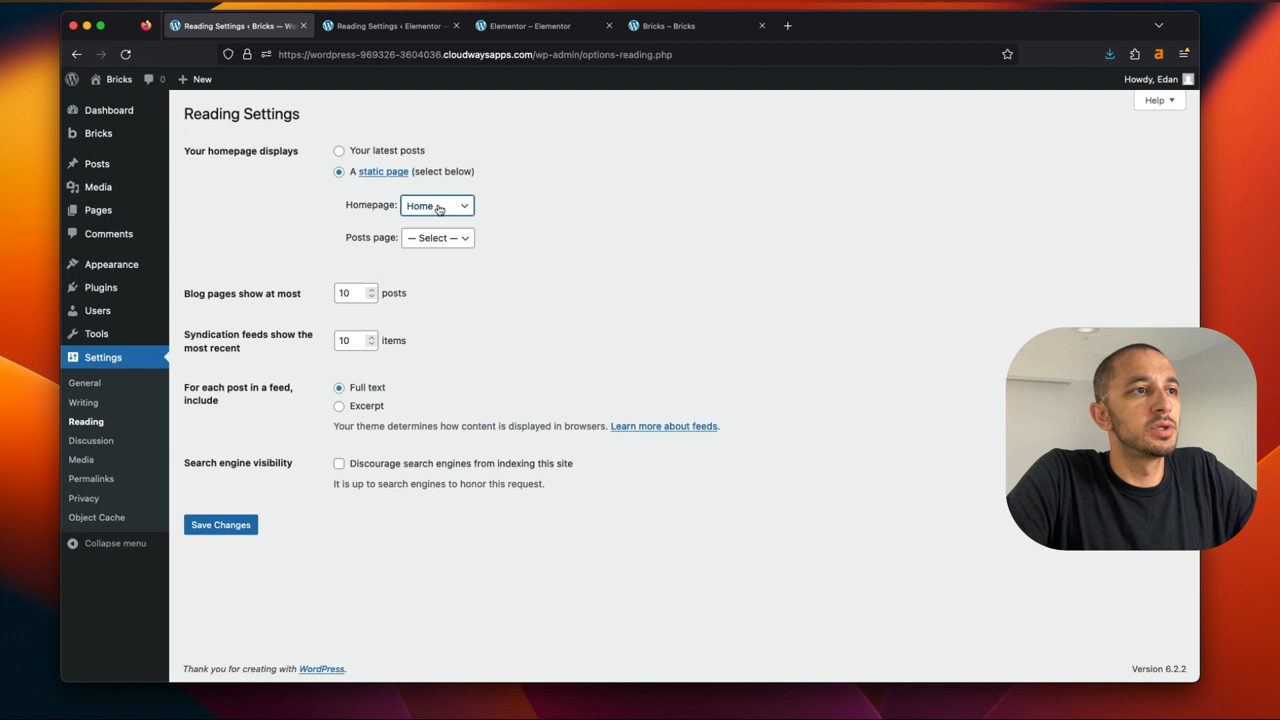 Reading Settings ‹ Bricks — Wo
Reading Settings ‹ Elementor —
Elementor – Elementor
Bricks – Bricks
https://wordpress-969326-3604036.cloudwaysapps.com/wp-admin/options-reading.php
Bricks
0
New
Howdy, Edan
Help
Dashboard
Bricks
Posts
Media
Pages
Comments
Appearance
Plugins
Users
Tools
Settings
General
Writing
Reading
Discussion
Media
Permalinks
Privacy
Object Cache
Collapse menu
Reading Settings
Your homepage displays
Your latest posts
A static page (select below)
Homepage: Home
Posts page: — Select —
Blog pages show at most
10 posts
Syndication feeds show the
most recent
10 items
For each post in a feed,
include
Full text
Excerpt
Your theme determines how content is displayed in browsers. Learn more about feeds.
Search engine visibility
Discourage search engines from indexing this site
It is up to search engines to honor this request.
Save Changes
Thank you for creating with WordPress.
Version 6.2.2